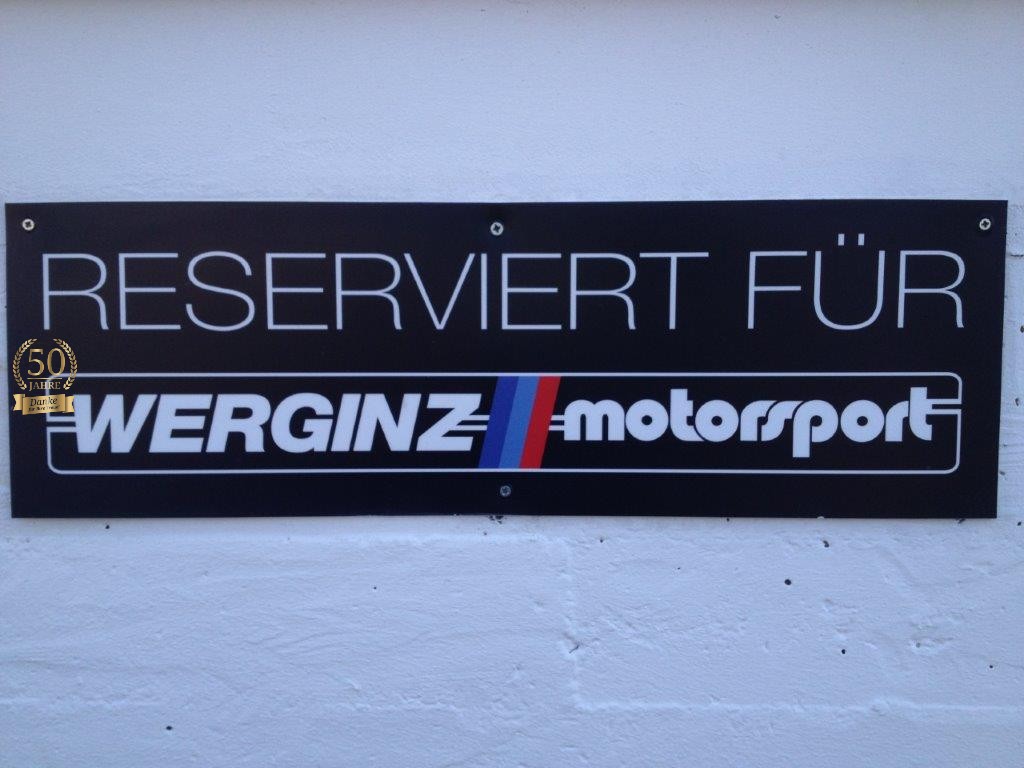 RESERVIERT FÜR
50
JAHRE
Danke
WERGINZ motorsport